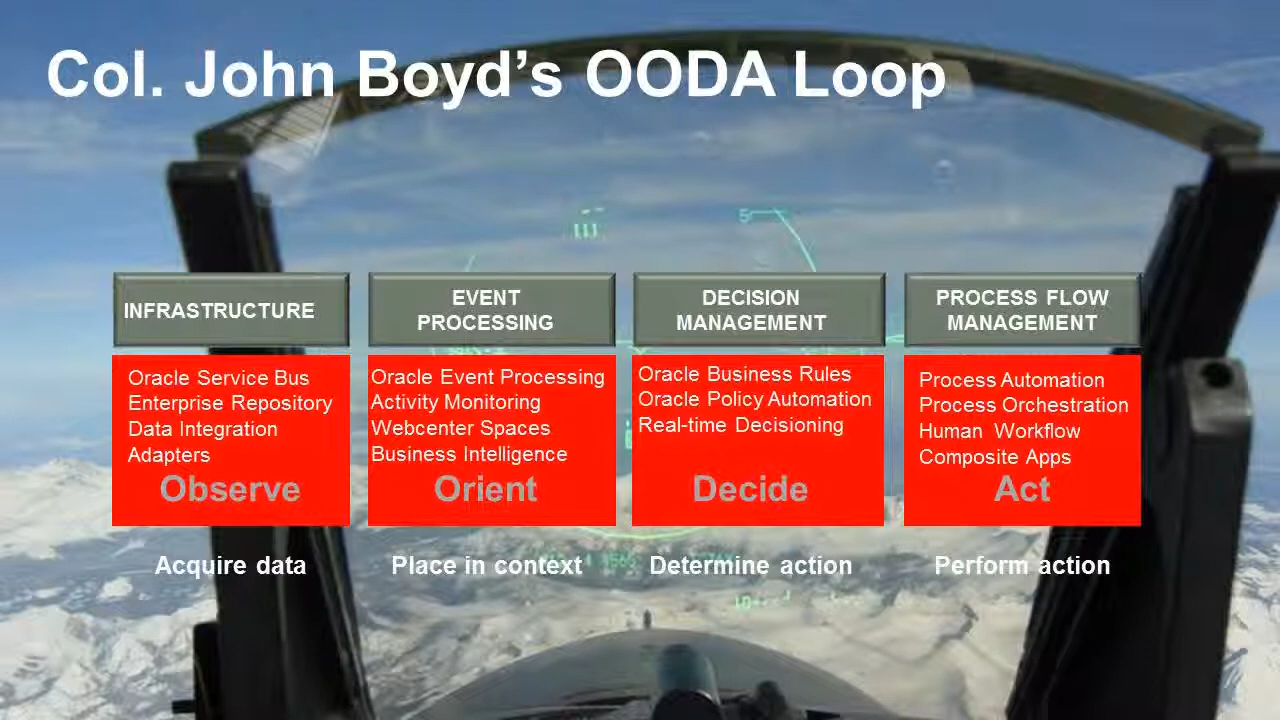 Col. John Boyd’s OODA Loop
INFRASTRUCTURE
Oracle Service Bus
Enterprise Repository
Data Integration
Adapters
Observe
Acquire data
EVENT
PROCESSING
Oracle Event Processing
Activity Monitoring
Webcenter Spaces
Business Intelligence
Orient
Place in context
DECISION
MANAGEMENT
Oracle Business Rules
Oracle Policy Automation
Real-time Decisioning
Decide
Determine action
PROCESS FLOW
MANAGEMENT
Process Automation
Process Orchestration
Human Workflow
Composite Apps
Act
Perform action
5